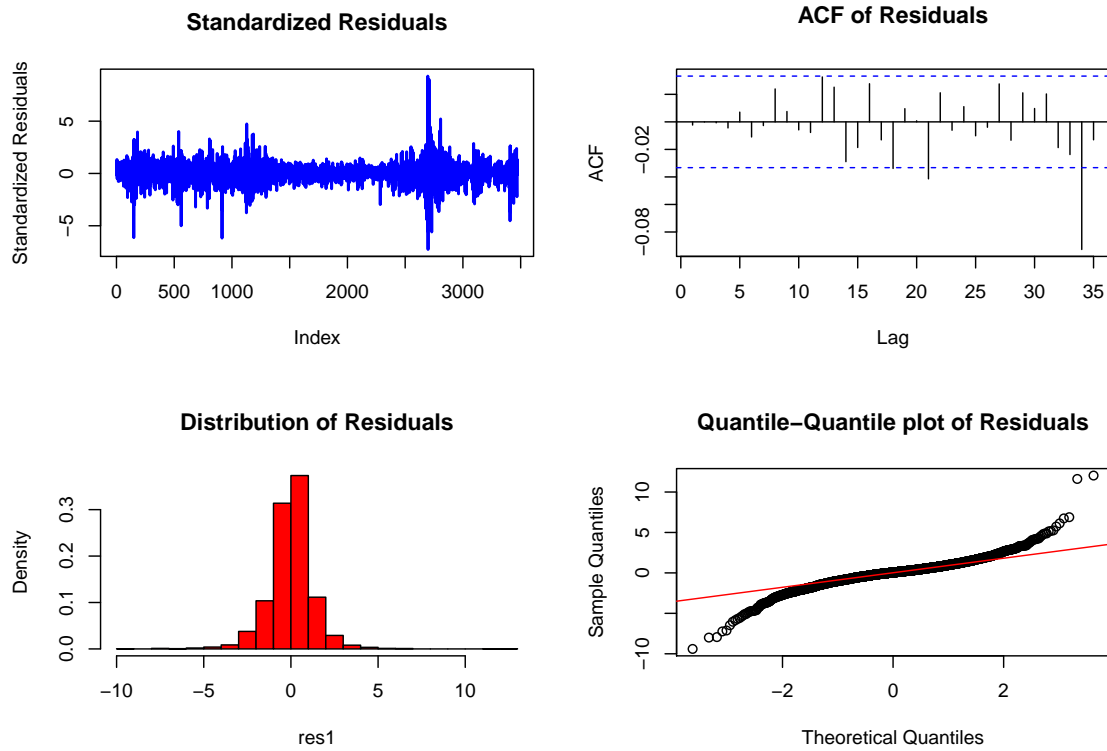 Standardized Residuals
Standardized Residuals
5
0
−5
0 500 1000 2000 3000
Index
ACF of Residuals
ACF
−0.02
−0.08
0 5 10 15 20 25 30 35
Lag
Distribution of Residuals
Density
0.3
0.2
0.1
0.0
−10 −5 0 5 10
res1
Quantile−Quantile plot of Residuals
Sample Quantiles
10
5
0
−10
−2 0 2
Theoretical Quantiles